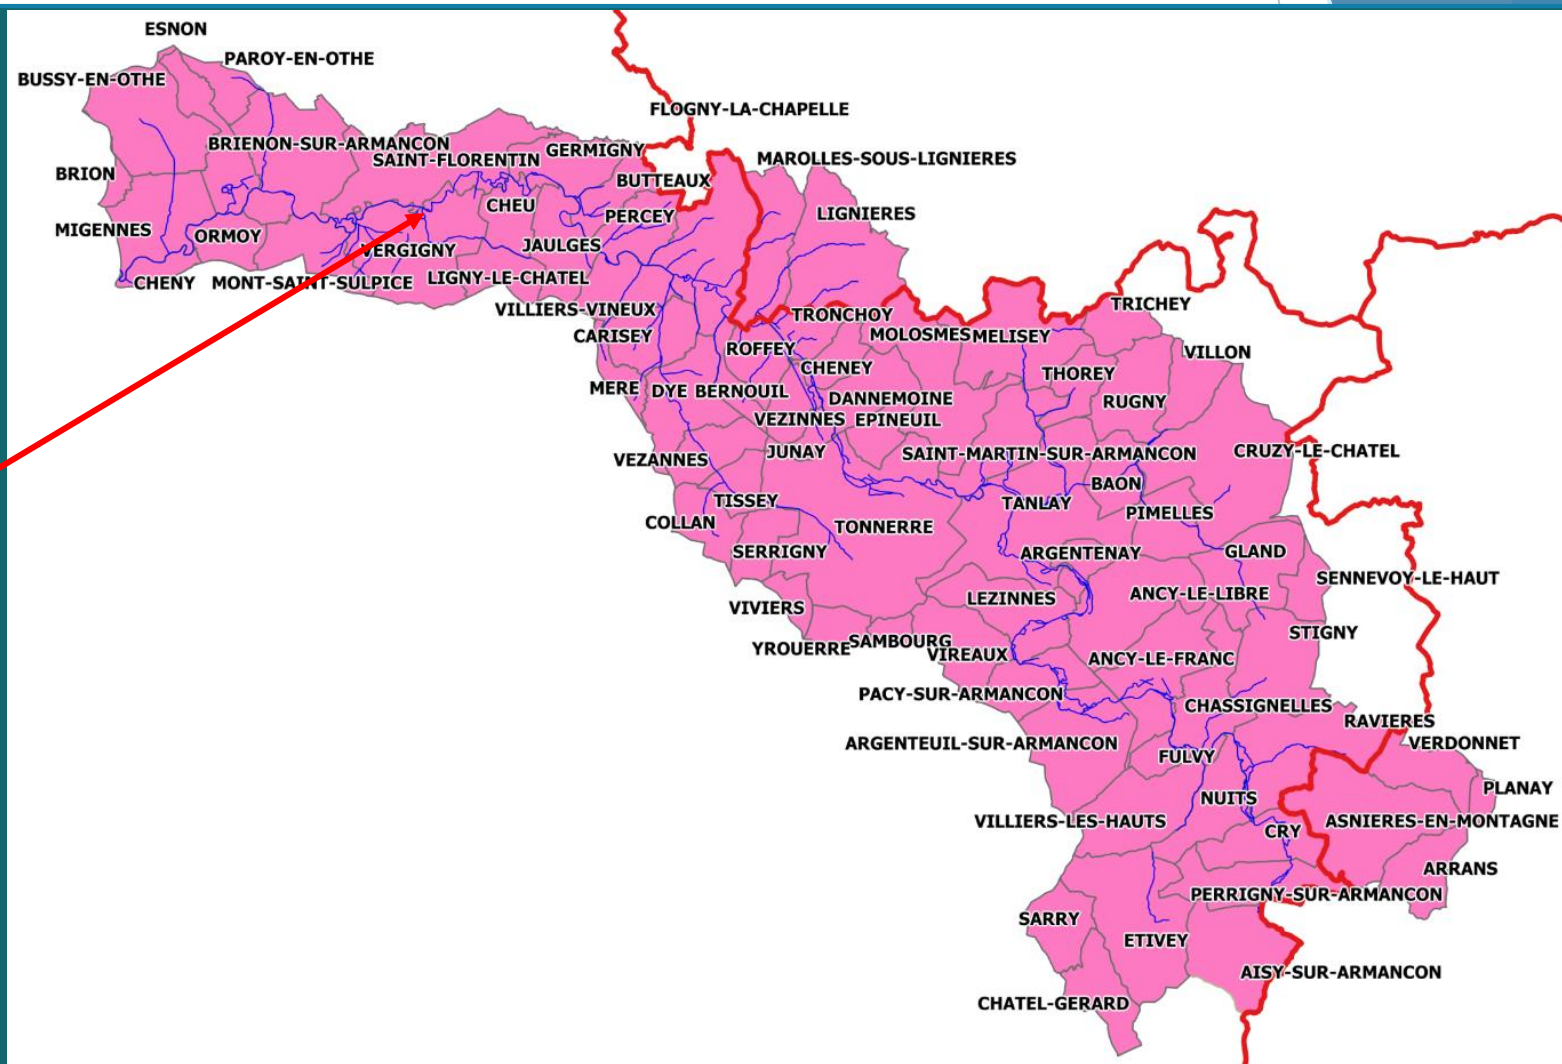 ESNON
PAROY-EN-OTHE
BUSSY-EN-OTHE
FLOGNY-LA-CHAPELLE
BRIENON-SUR-ARMANCON
GERMIGNY
SAINT-FLORENTIN
MAROLLES-SOUS-LIGNIERES
BRION
BUTTEAUX
CHEU
PERCEY
LIGNIERES
MIGENNES
ORMOY
VERGIGNY
JAULGES
CHENY
MONT-SAINT-SULPICE
LIGNY-LE-CHATEL
VILLIERS-VINEUX
TRONCHOY
TRICHEY
CARISEY
MOLOSMES
MELISEY
ROFFEY
VILLON
CHENEY
THOREY
MERE
DYE
BERNOUIL
DANNEMOINE
RUGNY
VEZINNES
EPINEUIL
JUNAY
SAINT-MARTIN-SUR-ARMANCON
CRUZY-LE-CHATEL
VEZANNES
BAON
TISSEY
TANLAY
PIMELLES
COLLAN
TONNERRE
SERRIGNY
ARGENTENAY
GLAND
SENNEVOY-LE-HAUT
ANCY-LE-LIBRE
LEZINNES
VIVIERS
STIGNY
YROUERRE
SAMBOURG
VIREAUX
ANCY-LE-FRANC
PACY-SUR-ARMANCON
CHASSIGNELLES
RAVIERES
ARGENTEUIL-SUR-ARMANCON
VERDONNET
FULVY
PLANAY
NUITS
VILLIERS-LES-HAUTS
ASNIERES-EN-MONTAGNE
CRY
ARRANS
PERRIGNY-SUR-ARMANCON
SARRY
ETIVEY
AISY-SUR-ARMANCON
CHATEL-GERARD